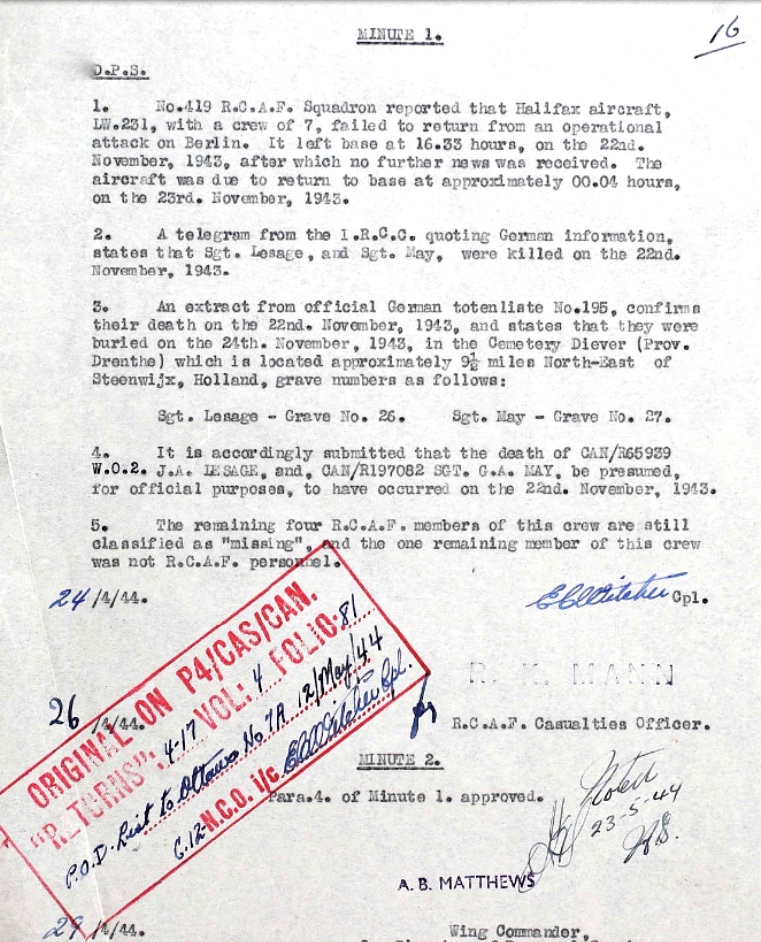 MINUTE 1.
16
D.P.S.
1. No.419 R.C.A.F. Squadron reported that Halifax aircraft,
LW.231, with a crew of 7, failed to return from an operational
attack on Berlin. It left base at 16.33 hours, on the 22nd.
November, 1943, after which no further news was received. The
aircraft was due to return to base at approximately 00.04 hours,
on the 23rd. November, 1943.
2. A telegram from the I.R.C.C. quoting German information,
states that Sgt. Lesage, and Sgt. May, were killed on the 22nd.
November, 1943.
3. An extract from official German totenliste No.195, confirms
their death on the 22nd. November, 1943, and states that they were
buried on the 24th. November, 1943, in the Cemetery Diever (Prov.
Drenthe) which is located approximately 9½ miles North-East of
Steenwijx, Holland, grave numbers as follows:
Sgt. Lesage - Grave No. 26. Sgt. May - Grave No. 27.
4. It is accordingly submitted that the death of CAN/R65939
W.O.2. J.A. LESAGE, and, CAN/R197082 SGT. G.A. MAY, be presumed,
for official purposes, to have occurred on the 22nd. November, 1943.
5. The remaining four R.C.A.F. members of this crew are still
classified as "missing", and the one remaining member of this crew
was not R.C.A.F. personnel.
24/4/44. Cpl.
R. K. MANN
26/4/44. R.C.A.F. Casualties Officer.
ORIGINAL ON P4/CAS/CAN.
"RETURNS". 4-17 VOL: 4 FOLIO. 81
P.O.D. List to Ottawa No 7A 12/May/44
C.12-N.C.O. i/c Cpl.
MINUTE 2.
Para.4. of Minute 1. approved.
Noted
23-5-44
A. B. MATTHEWS
29/4/44. Wing Commander,